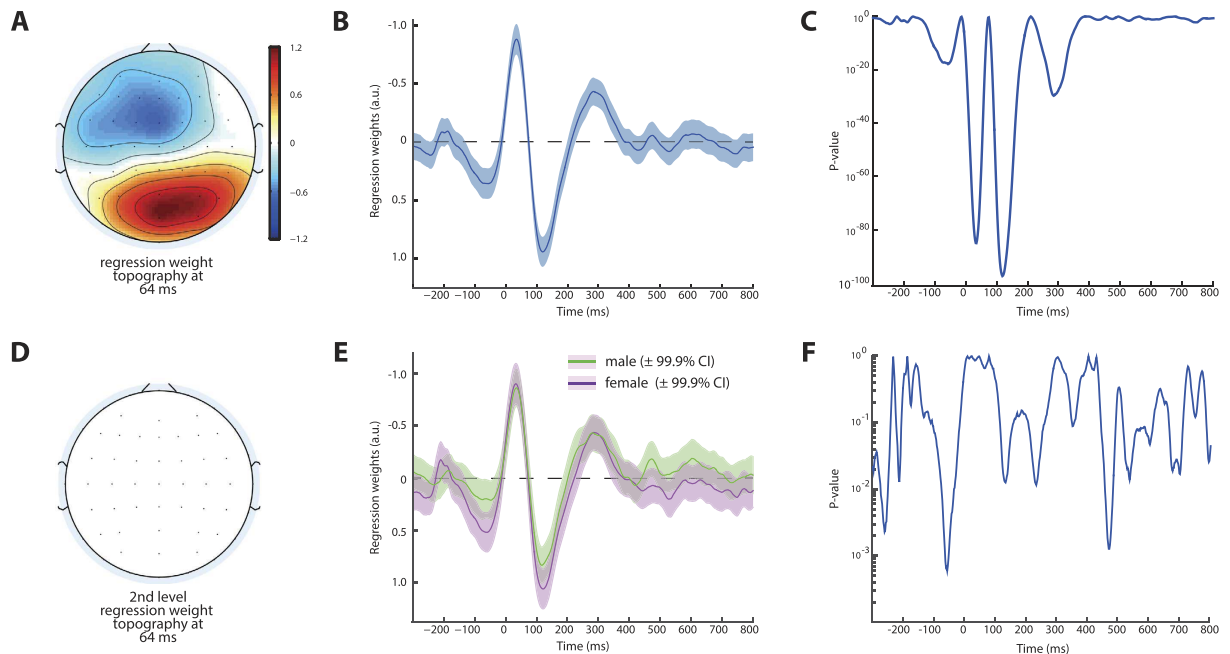 A
1.2
0.6
0
−0.6
−1.2
regression weight
topography at
64 ms
B
-1.0
-0.5
0
0.5
1.0
Regression weights (a.u.)
−200 −100 0 100 200 300 400 500 600 700 800
Time (ms)
C
10^0
10^-20
10^-40
10^-60
10^-80
10^-100
P-value
-200 -100 0 100 200 300 400 500 600 700 800
Time (ms)
D
2nd level
regression weight
topography at
64 ms
E
male (± 99.9% CI)
female (± 99.9% CI)
-1.0
-0.5
0
0.5
1.0
Regression weights (a.u.)
−200 −100 0 100 200 300 400 500 600 700 800
Time (ms)
F
10^0
10^-1
10^-2
10^-3
P-value
-200 -100 0 100 200 300 400 500 600 700 800
Time (ms)